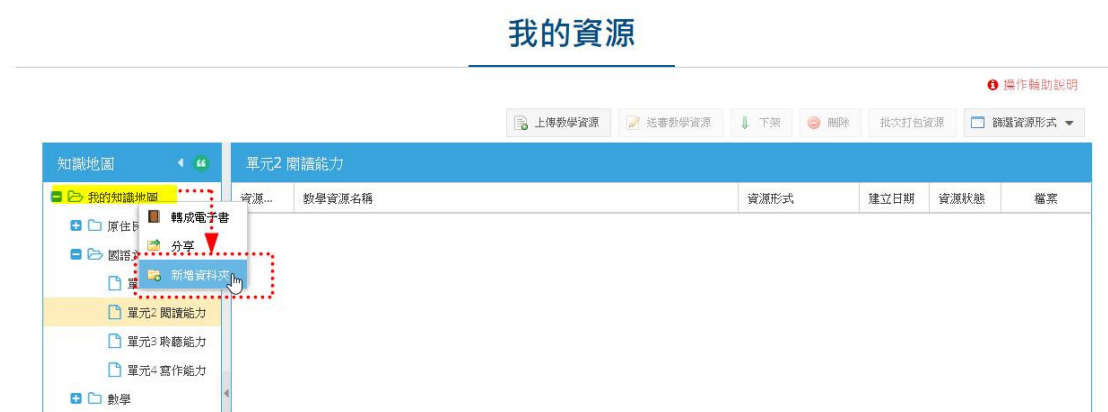 我的資源
操作輔助說明
上傳教學資源 送審教學資源 下架 刪除 批次打包資源 篩選資源形式
知識地圖 單元2 閱讀能力
我的知識地圖 資源... 教學資源名稱 資源形式 建立日期 資源狀態 檔案
轉成電子書
原住
分享
國語
新增資料夾
單元2 閱讀能力
單元3 聆聽能力
單元4 寫作能力
數學